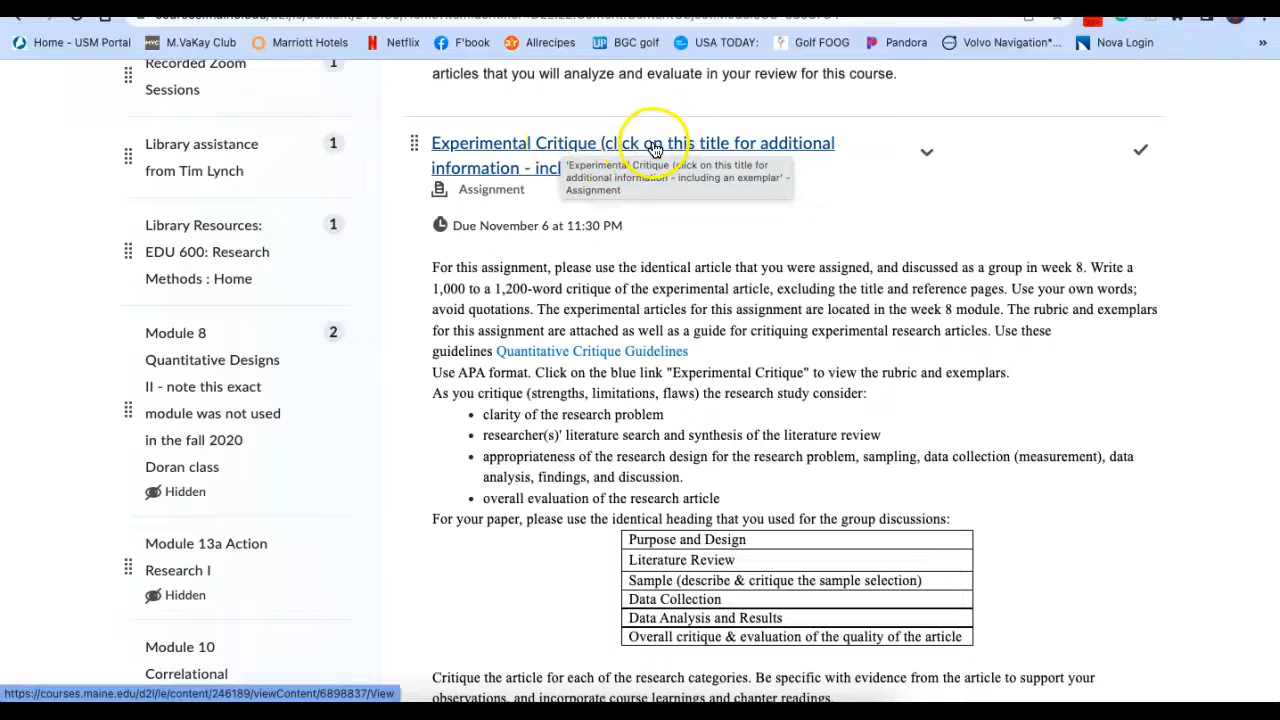 Home - USM Portal
M.VaKay Club
Marriott Hotels
Netflix
F'book
Allrecipes
BGC golf
USA TODAY:
Golf FOOG
Pandora
Volvo Navigation*...
Nova Login
»
Recorded Zoom
Sessions
1
Library assistance
from Tim Lynch
1
Library Resources:
EDU 600: Research
Methods : Home
1
Module 8
Quantitative Designs
II - note this exact
module was not used
in the fall 2020
Doran class
2
Hidden
Module 13a Action
Research I
Hidden
Module 10
Correlational
https://courses.maine.edu/d2l/le/content/246189/viewContent/6898837/View
articles that you will analyze and evaluate in your review for this course.
Experimental Critique (click on this title for additional
information - incl
'Experimental Critique (click on this title for
additional information - including an exemplar' -
Assignment
Assignment
Due November 6 at 11:30 PM
For this assignment, please use the identical article that you were assigned, and discussed as a group in week 8. Write a
1,000 to a 1,200-word critique of the experimental article, excluding the title and reference pages. Use your own words;
avoid quotations. The experimental articles for this assignment are located in the week 8 module. The rubric and exemplars
for this assignment are attached as well as a guide for critiquing experimental research articles. Use these
guidelines Quantitative Critique Guidelines
Use APA format. Click on the blue link "Experimental Critique" to view the rubric and exemplars.
As you critique (strengths, limitations, flaws) the research study consider:
• clarity of the research problem
• researcher(s)' literature search and synthesis of the literature review
• appropriateness of the research design for the research problem, sampling, data collection (measurement), data
analysis, findings, and discussion.
• overall evaluation of the research article
For your paper, please use the identical heading that you used for the group discussions:
Purpose and Design
Literature Review
Sample (describe & critique the sample selection)
Data Collection
Data Analysis and Results
Overall critique & evaluation of the quality of the article
Critique the article for each of the research categories. Be specific with evidence from the article to support your
observations, and incorporate course learnings and chapter readings.